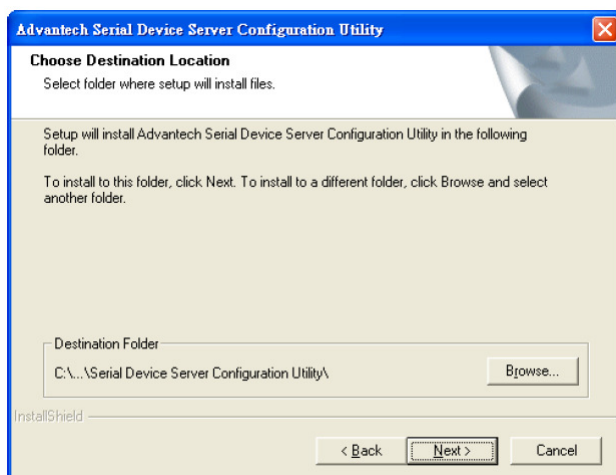 Advantech Serial Device Server Configuration Utility
Choose Destination Location
Select folder where setup will install files.
Setup will install Advantech Serial Device Server Configuration Utility in the following
folder.
To install to this folder, click Next. To install to a different folder, click Browse and select
another folder.
Destination Folder
C:\...\Serial Device Server Configuration Utility\
Browse...
InstallShield
< Back
Next >
Cancel